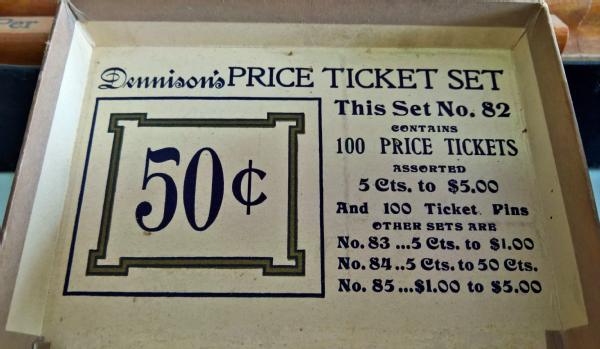 Dennison's PRICE TICKET SET
50¢
This Set No. 82
CONTAINS
100 PRICE TICKETS
ASSORTED
5 Cts. to $5.00
And 100 Ticket Pins
OTHER SETS ARE
No. 83...5 Cts. to $1.00
No. 84..5 Cts. to 50 Cts.
No. 85...$1.00 to $5.00